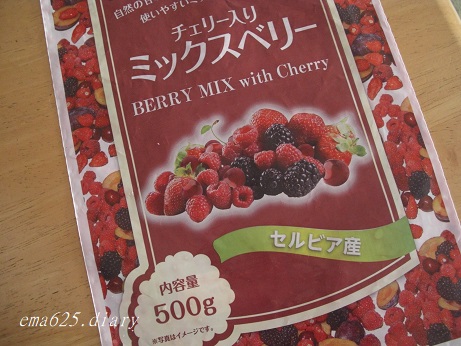 自然の甘
使いやすいミ
チェリー入り
ミックスベリー
BERRY MIX with Cherry
セルビア産
内容量
500g
※写真はイメージです。
ema625.diary